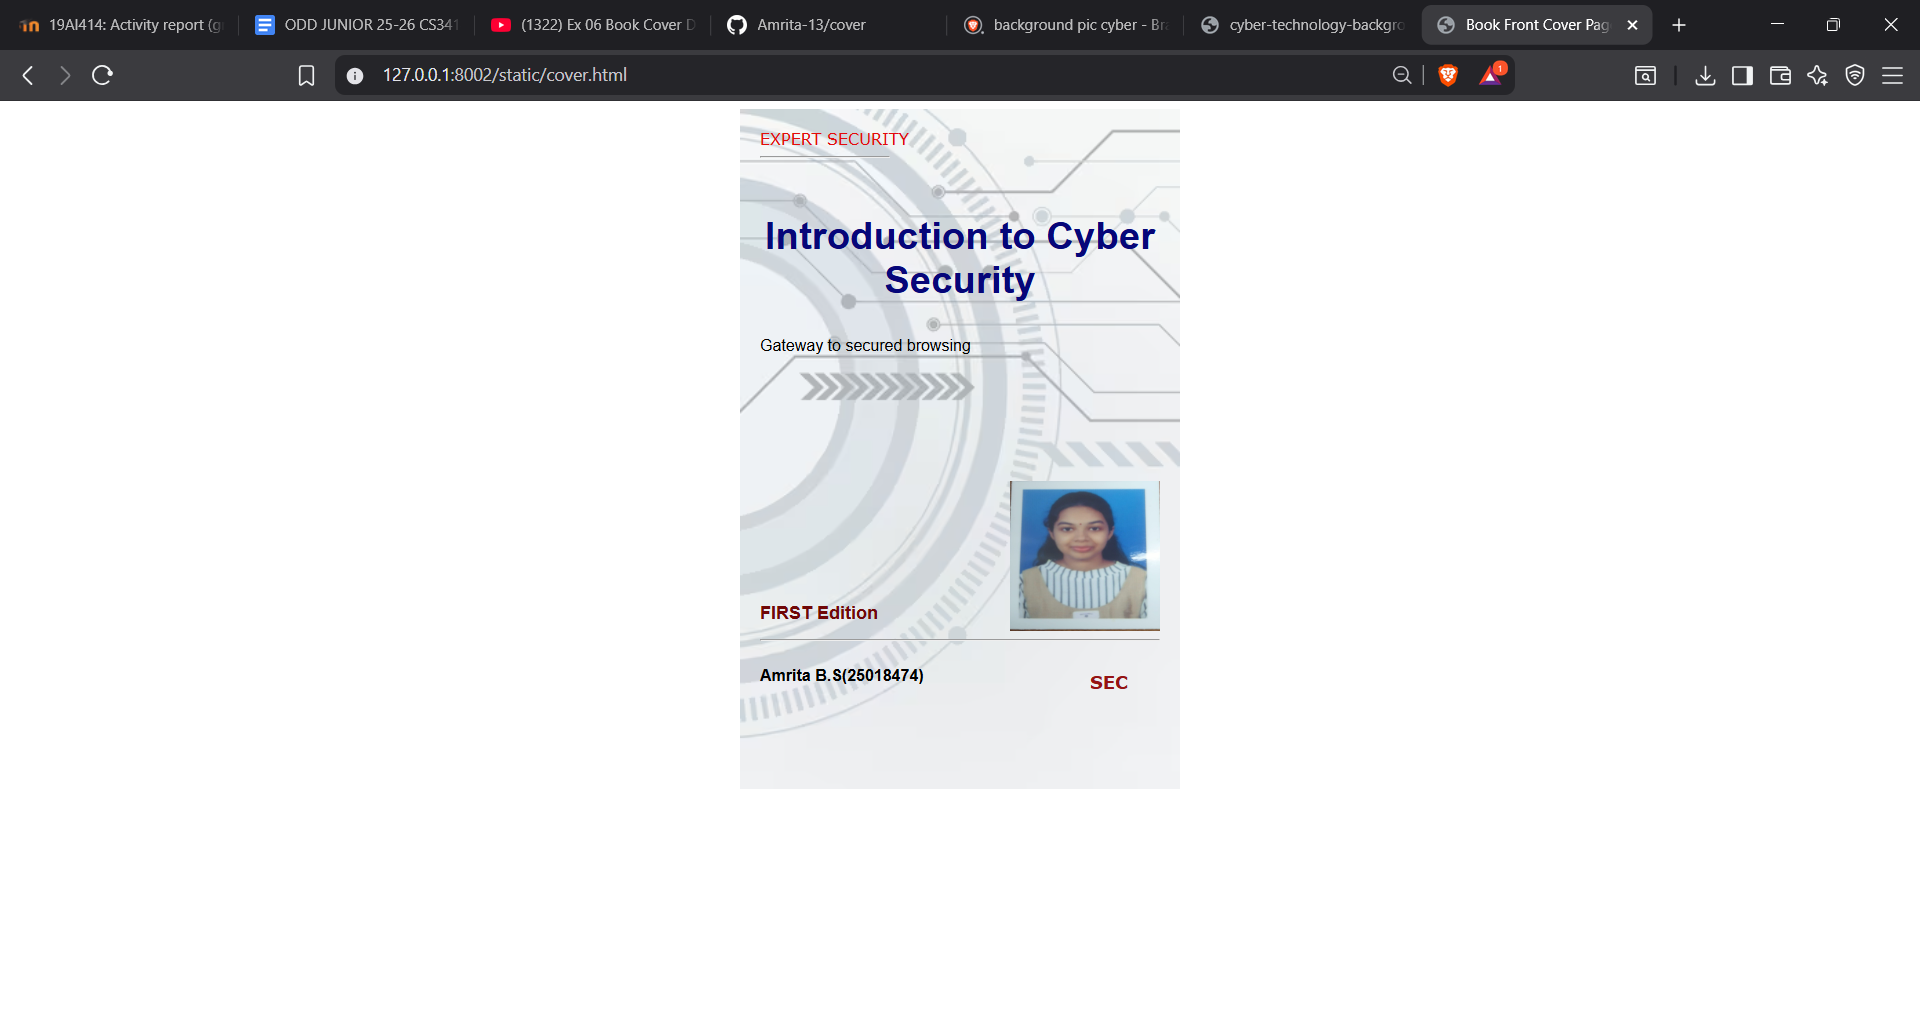 19AI414: Activity report (g
ODD JUNIOR 25-26 CS341
(1322) Ex 06 Book Cover D
Amrita-13/cover
background pic cyber - Br
cyber-technology-backgro
Book Front Cover Pag
127.0.0.1:8002/static/cover.html
1
EXPERT SECURITY
Introduction to Cyber
Security
Gateway to secured browsing
FIRST Edition
Amrita B.S(25018474)
SEC